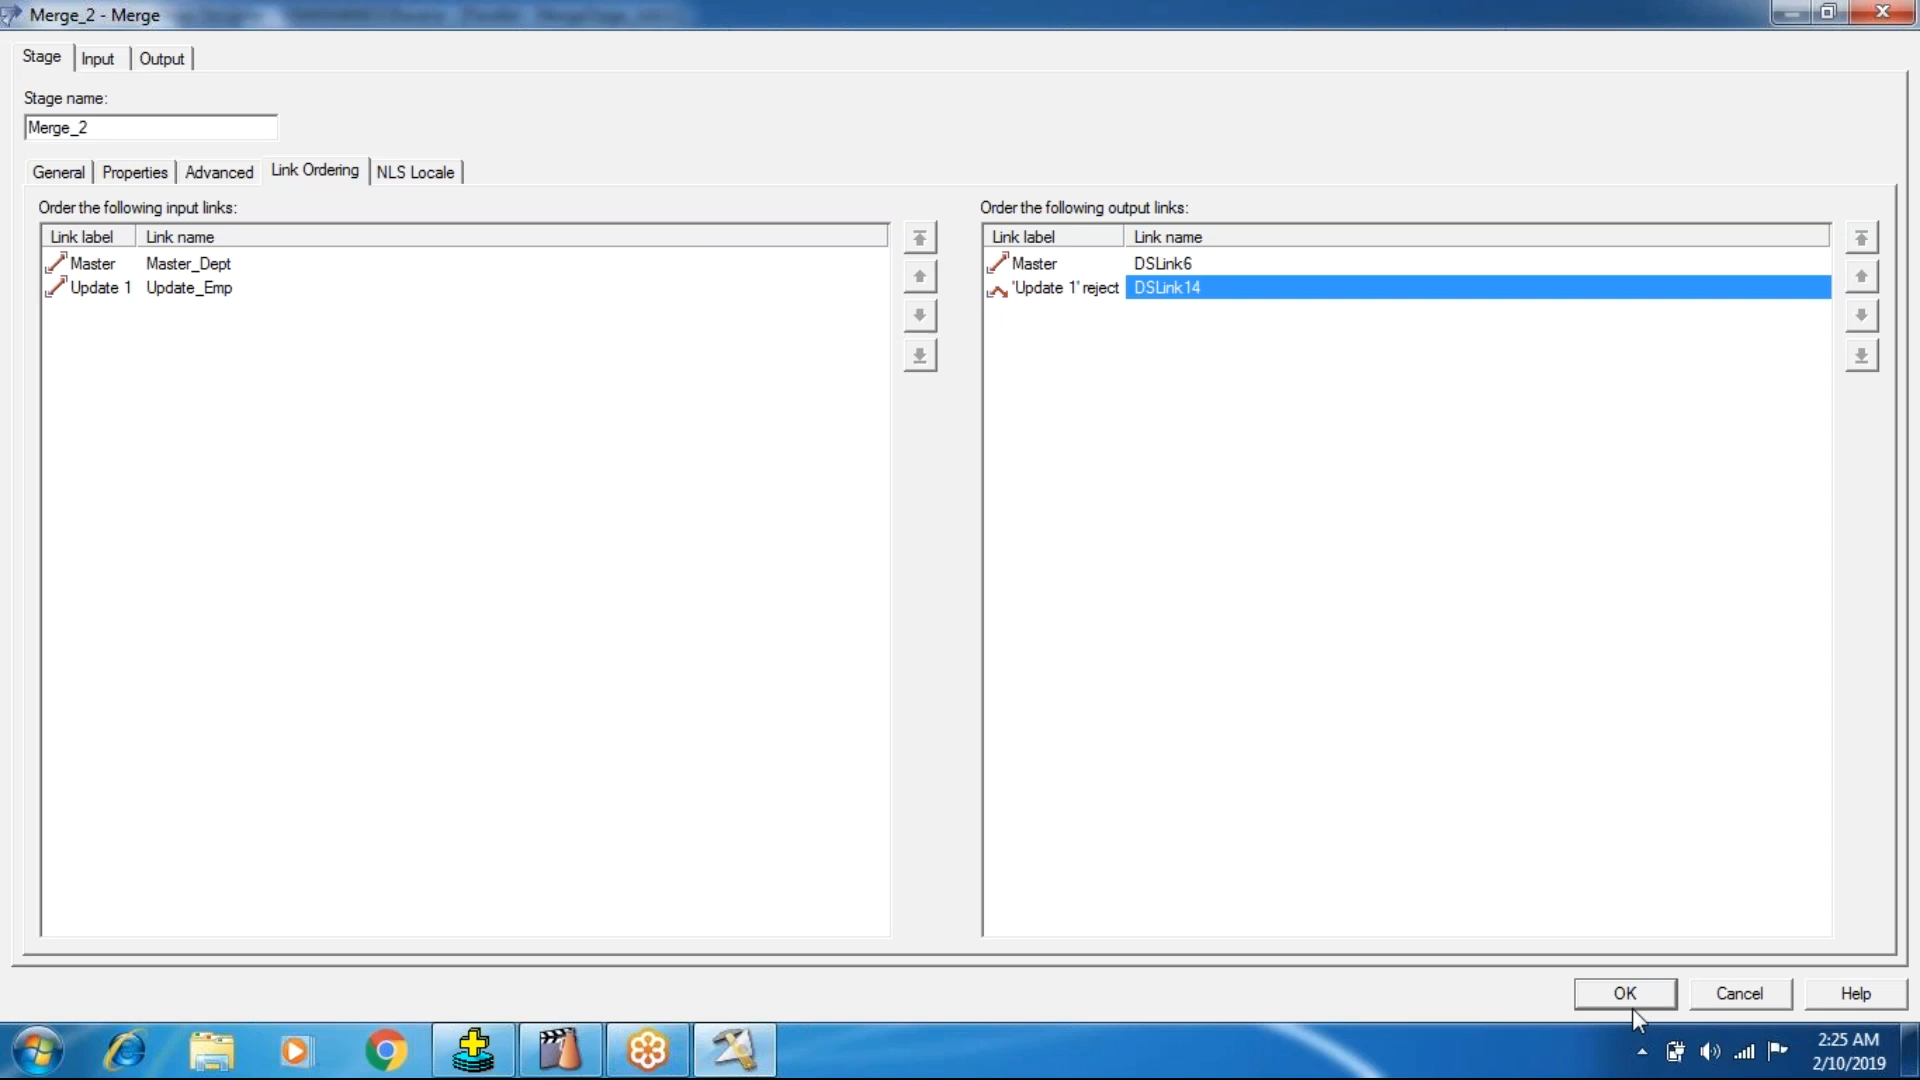 Merge_2 - Merge
Stage Input Output
Stage name:
Merge_2
General Properties Advanced Link Ordering NLS Locale
Order the following input links:
Link label Link name
Master Master_Dept
Update 1 Update_Emp
Order the following output links:
Link label Link name
Master DSLink6
'Update 1' reject DSLink14
OK Cancel Help
2:25 AM
2/10/2019